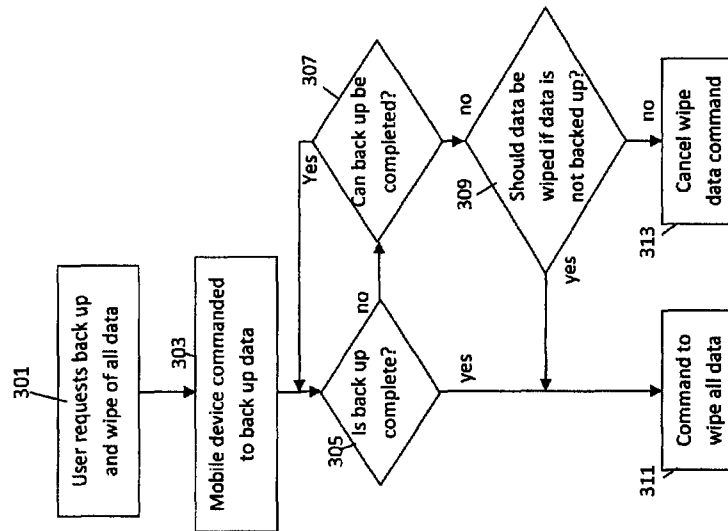 301
User requests back up
and wipe of all data
303
Mobile device commanded
to back up data
305
Is back up
complete?
no
yes
307
Can back up be
completed?
Yes
no
309
Should data be
wiped if data is
not backed up?
yes
no
311
Command to
wipe all data
313
Cancel wipe
data command